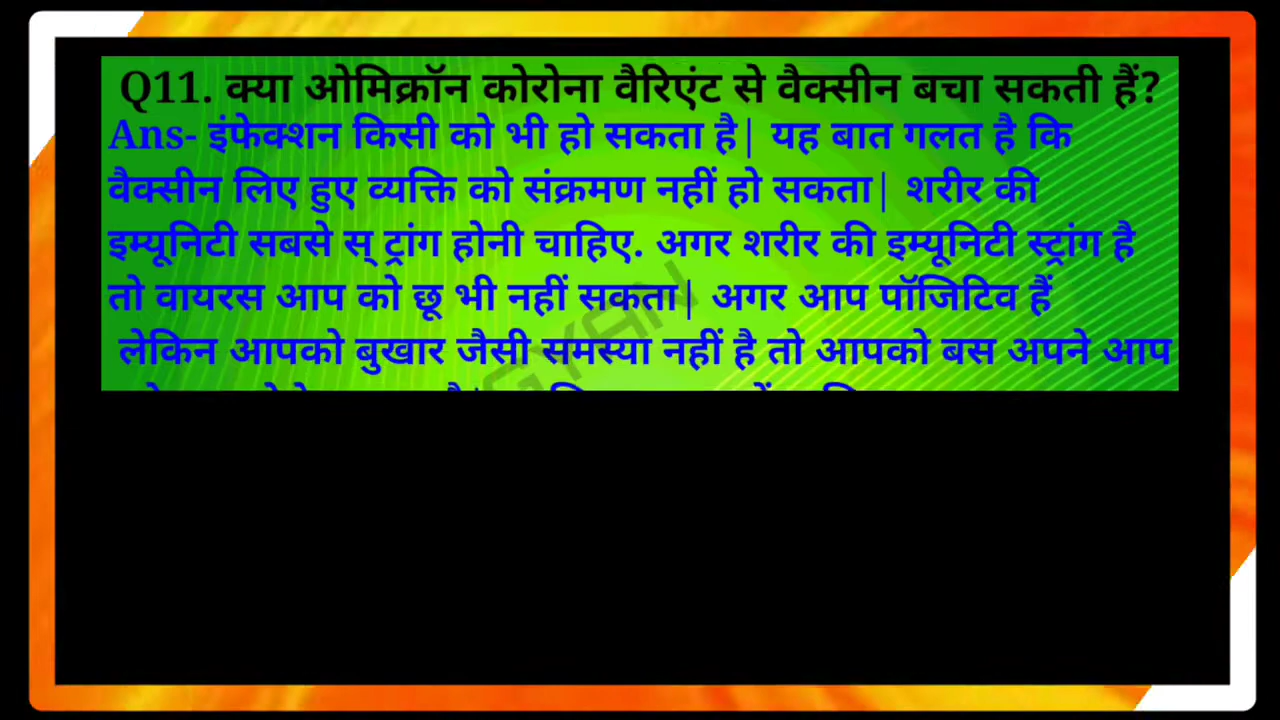 Q11. क्या ओमिक्रॉन कोरोना वैरिएंट से वैक्सीन बचा सकती हैं?
Ans- इंफेक्शन किसी को भी हो सकता है| यह बात गलत है कि
वैक्सीन लिए हुए व्यक्ति को संक्रमण नहीं हो सकता| शरीर की
इम्यूनिटी सबसे स् ट्रांग होनी चाहिए. अगर शरीर की इम्यूनिटी स्ट्रांग है
तो वायरस आप को छू भी नहीं सकता| अगर आप पॉजिटिव हैं
लेकिन आपको बुखार जैसी समस्या नहीं है तो आपको बस अपने आप
GYAN